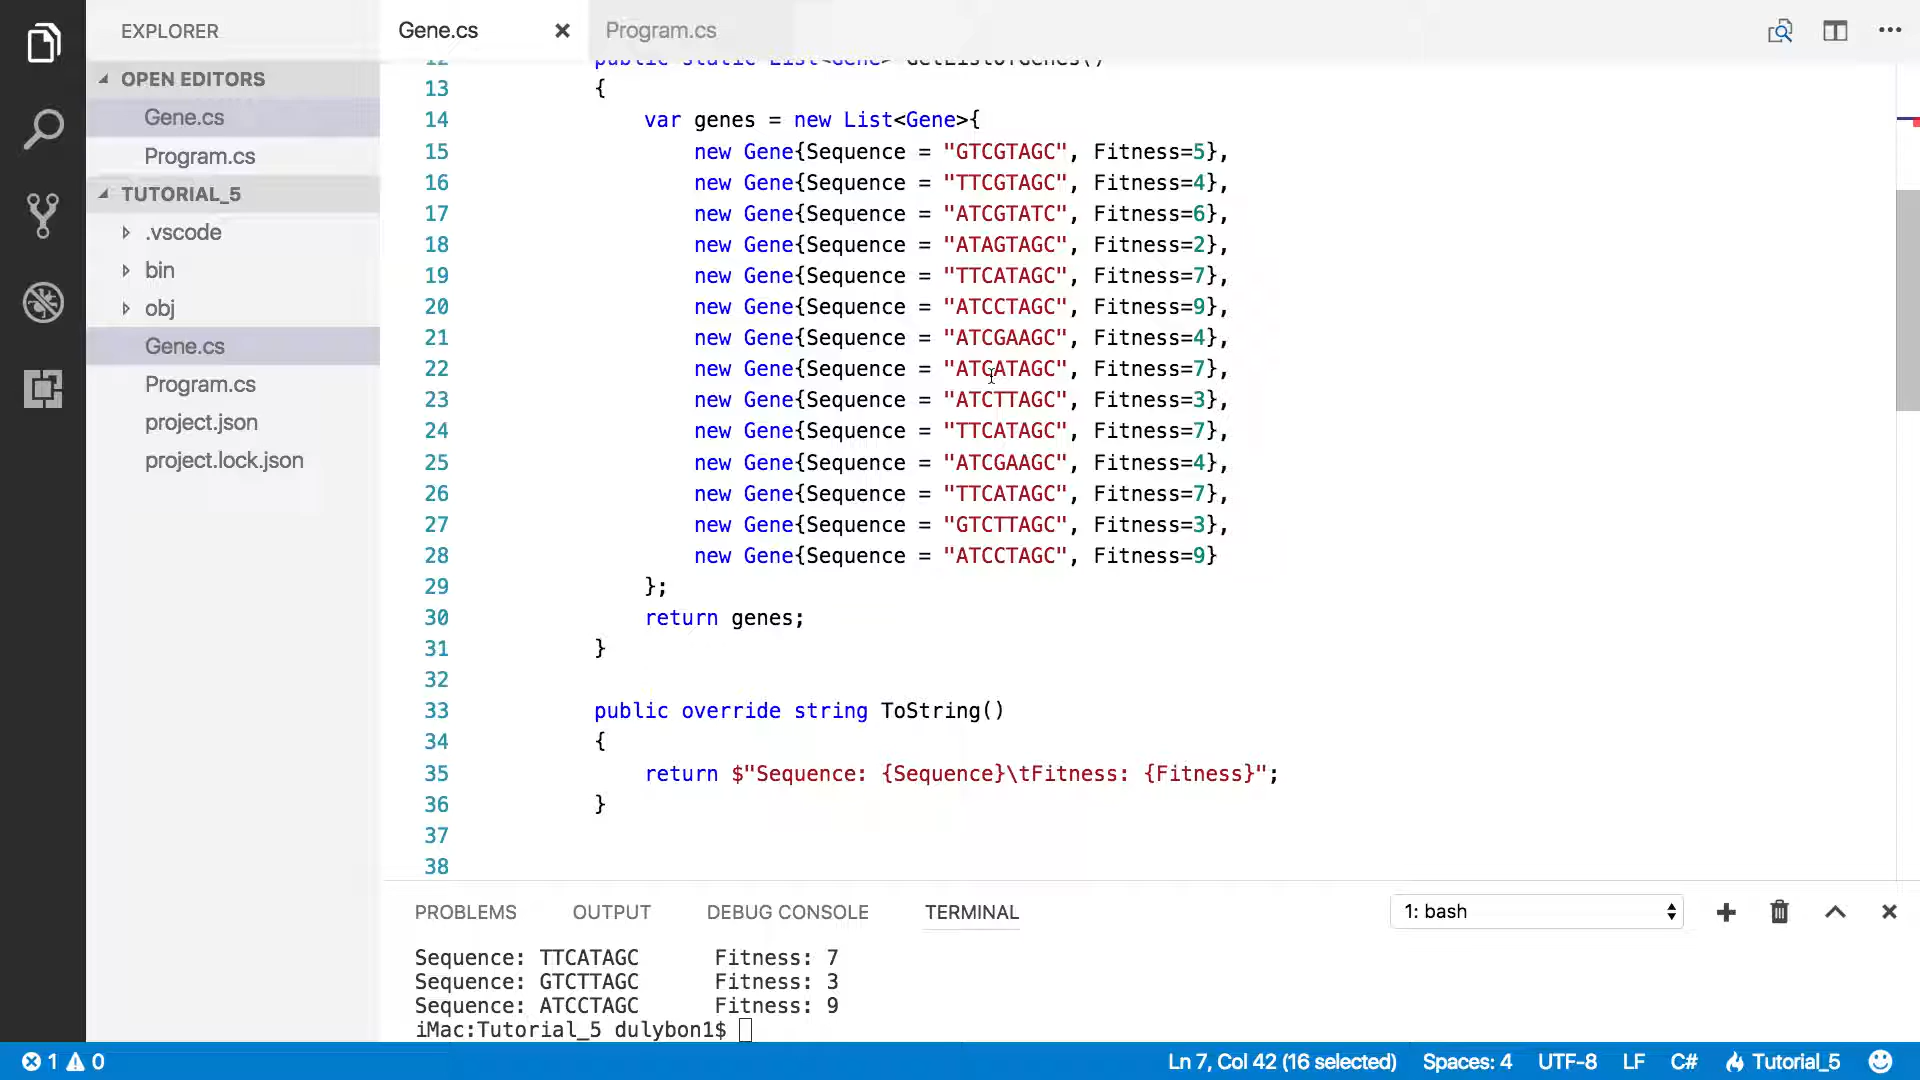 EXPLORER
OPEN EDITORS
Gene.cs
Program.cs
TUTORIAL_5
.vscode
bin
obj
Gene.cs
Program.cs
project.json
project.lock.json
Gene.cs Program.cs
12 public static List<Gene> GetListOfGenes()
13 {
14 var genes = new List<Gene>{
15 new Gene{Sequence = "GTCGTAGC", Fitness=5},
16 new Gene{Sequence = "TTCGTAGC", Fitness=4},
17 new Gene{Sequence = "ATCGTATC", Fitness=6},
18 new Gene{Sequence = "ATAGTAGC", Fitness=2},
19 new Gene{Sequence = "TTCATAGC", Fitness=7},
20 new Gene{Sequence = "ATCCTAGC", Fitness=9},
21 new Gene{Sequence = "ATCGAAGC", Fitness=4},
22 new Gene{Sequence = "ATCATAGC", Fitness=7},
23 new Gene{Sequence = "ATCTTAGC", Fitness=3},
24 new Gene{Sequence = "TTCATAGC", Fitness=7},
25 new Gene{Sequence = "ATCGAAGC", Fitness=4},
26 new Gene{Sequence = "TTCATAGC", Fitness=7},
27 new Gene{Sequence = "GTCTTAGC", Fitness=3},
28 new Gene{Sequence = "ATCCTAGC", Fitness=9}
29 };
30 return genes;
31 }
32
33 public override string ToString()
34 {
35 return $"Sequence: {Sequence}\tFitness: {Fitness}";
36 }
37
38
PROBLEMS OUTPUT DEBUG CONSOLE TERMINAL 1: bash
Sequence: TTCATAGC Fitness: 7
Sequence: GTCTTAGC Fitness: 3
Sequence: ATCCTAGC Fitness: 9
iMac:Tutorial_5 dulybon1$
1 0 Ln 7, Col 42 (16 selected) Spaces: 4 UTF-8 LF C# Tutorial_5